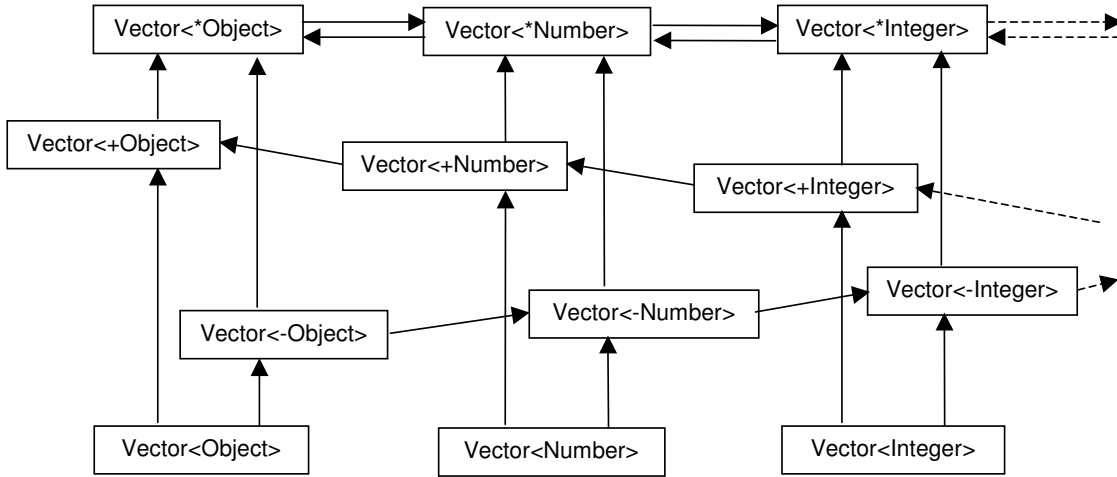 Vector<*Object>
Vector<*Number>
Vector<*Integer>
Vector<+Object>
Vector<+Number>
Vector<+Integer>
Vector<-Integer>
Vector<-Number>
Vector<-Object>
Vector<Object>
Vector<Number>
Vector<Integer>